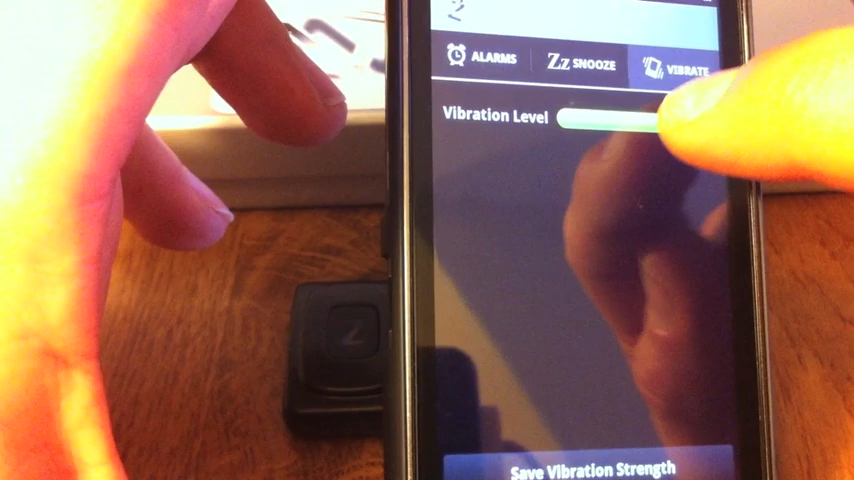 ALARMS Zz SNOOZE VIBRATE
Vibration Level
Save Vibration Strength